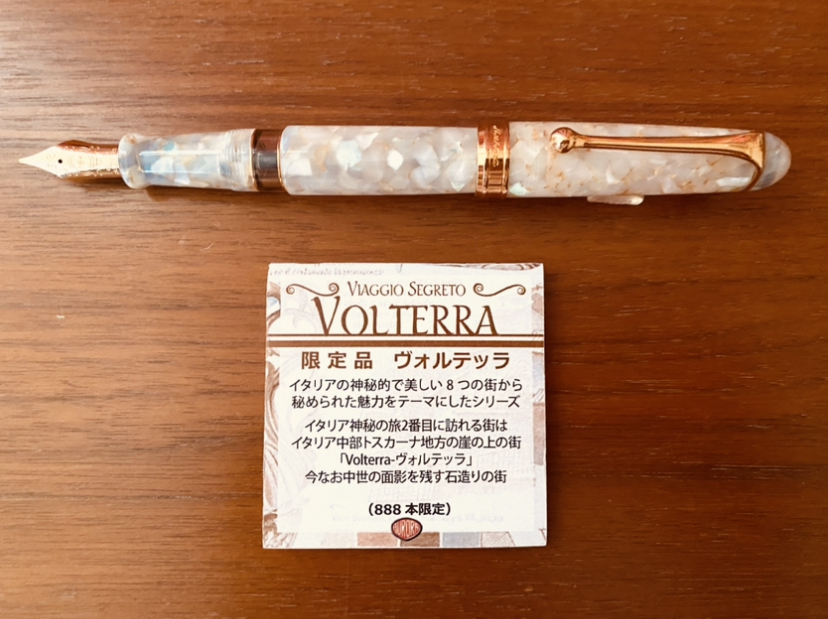 VIAGGIO SEGRETO
VOLTERRA
限定品 ヴォルテッラ
イタリアの神秘的で美しい8つの街から
秘められた魅力をテーマにしたシリーズ
イタリア神秘の旅2番目に訪れる街は
イタリア中部トスカーナ地方の崖の上の街
「Volterra-ヴォルテッラ」
今なお中世の面影を残す石造りの街
（888本限定）
AURORA